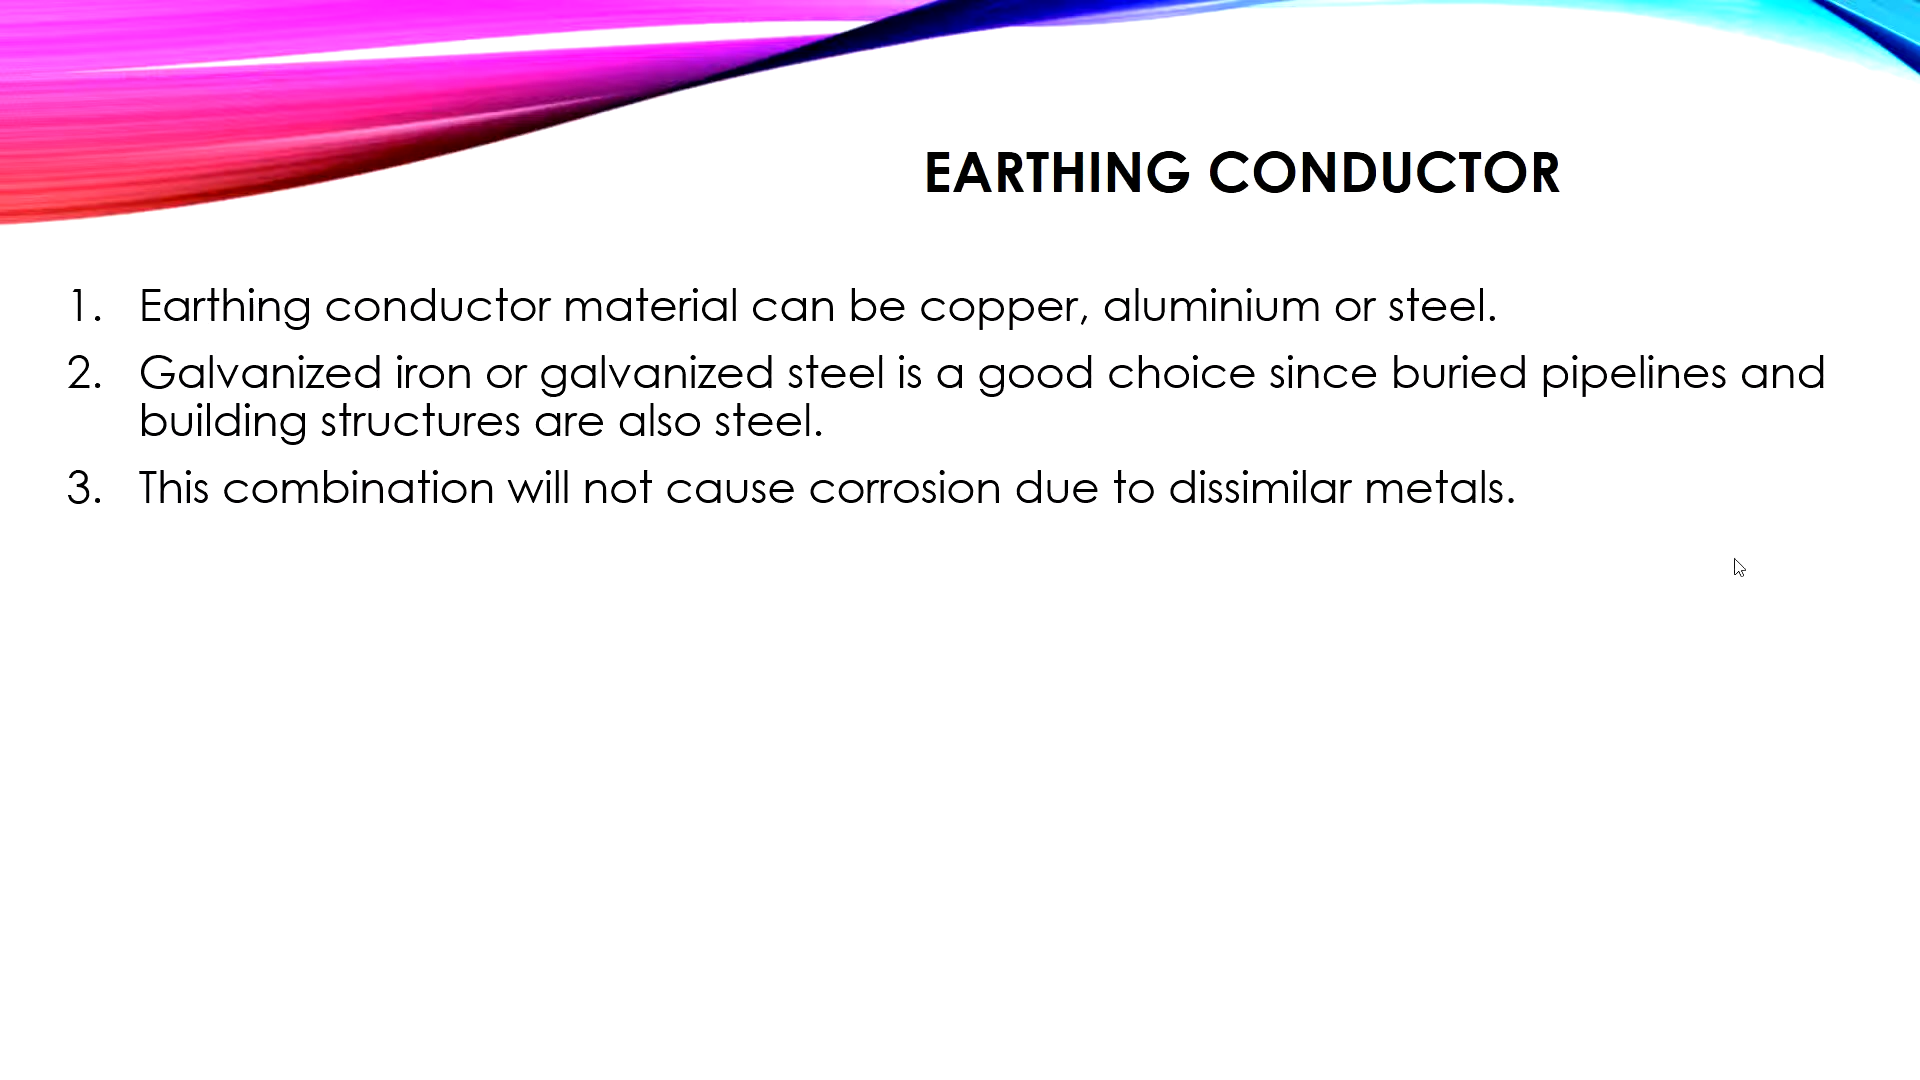 EARTHING CONDUCTOR
1. Earthing conductor material can be copper, aluminium or steel.
2. Galvanized iron or galvanized steel is a good choice since buried pipelines and
building structures are also steel.
3. This combination will not cause corrosion due to dissimilar metals.